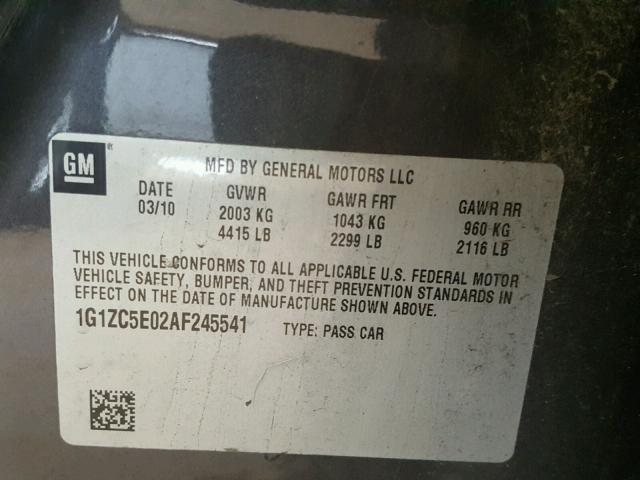 GM
MFD BY GENERAL MOTORS LLC
DATE GVWR GAWR FRT GAWR RR
03/10 2003 KG 1043 KG 960 KG
4415 LB 2299 LB 2116 LB
THIS VEHICLE CONFORMS TO ALL APPLICABLE U.S. FEDERAL MOTOR
VEHICLE SAFETY, BUMPER, AND THEFT PREVENTION STANDARDS IN
EFFECT ON THE DATE OF MANUFACTURE SHOWN ABOVE.
1G1ZC5E02AF245541 TYPE: PASS CAR